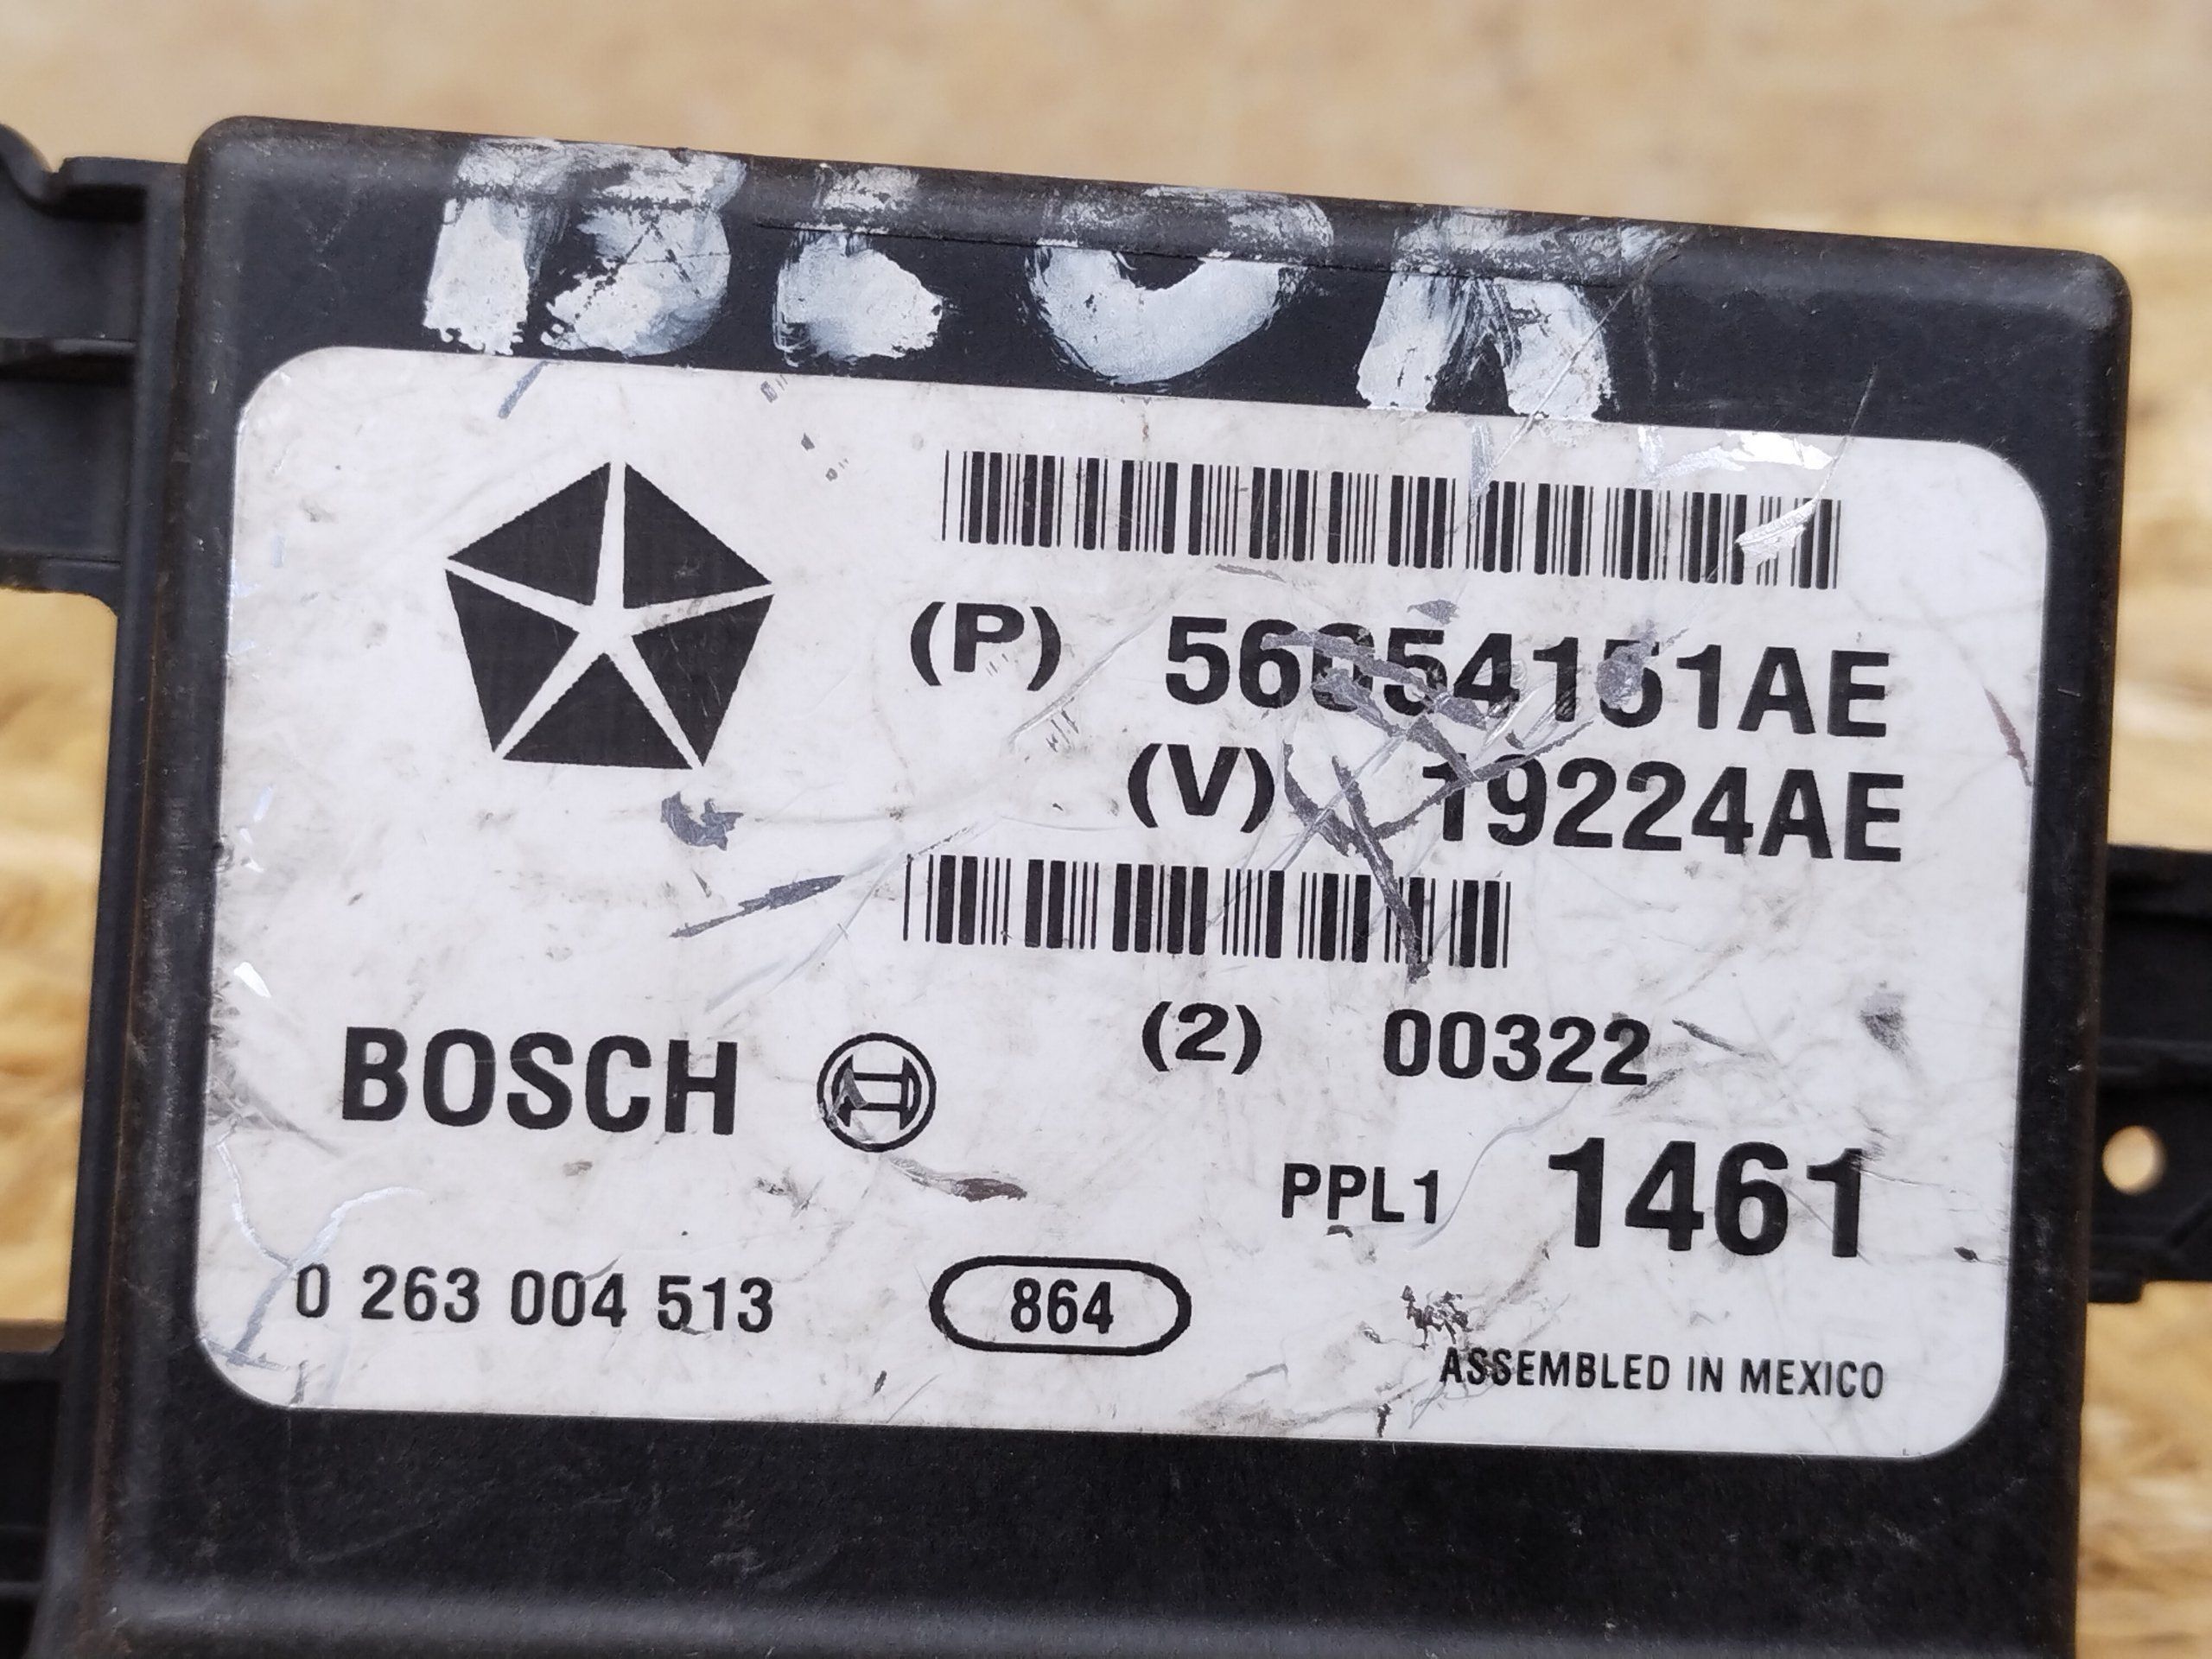 (P) 56054151AE
(V) 19224AE
(2) 00322
BOSCH
PPL1 1461
0 263 004 513
864
ASSEMBLED IN MEXICO